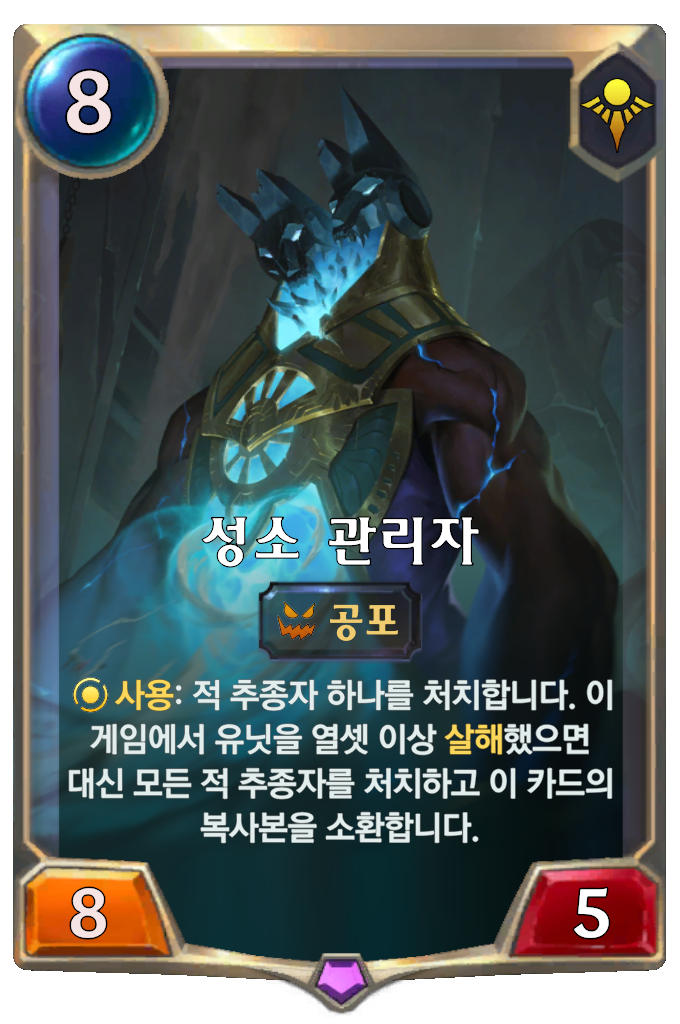 8
성소 관리자
공포
사용: 적 추종자 하나를 처치합니다. 이
게임에서 유닛을 열셋 이상 살해했으면
대신 모든 적 추종자를 처치하고 이 카드의
복사본을 소환합니다.
8
5